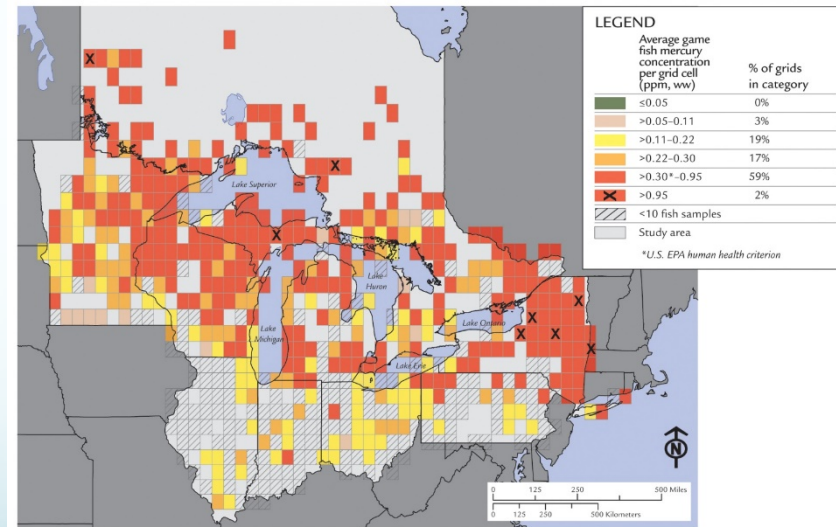 LEGEND
Average game
fish mercury
concentration
per grid cell
(ppm, ww)
% of grids
in category
≤0.05 0%
>0.05–0.11 3%
>0.11–0.22 19%
>0.22–0.30 17%
>0.30*–0.95 59%
X >0.95 2%
<10 fish samples
Study area
*U.S. EPA human health criterion
X
X
Lake Superior
X
Lake
Huron
X
Lake
Michigan
Lake Ontario
X
X
X
X
Lake Erie
N
0 125 250 500 Miles
0 125 250 500 Kilometers